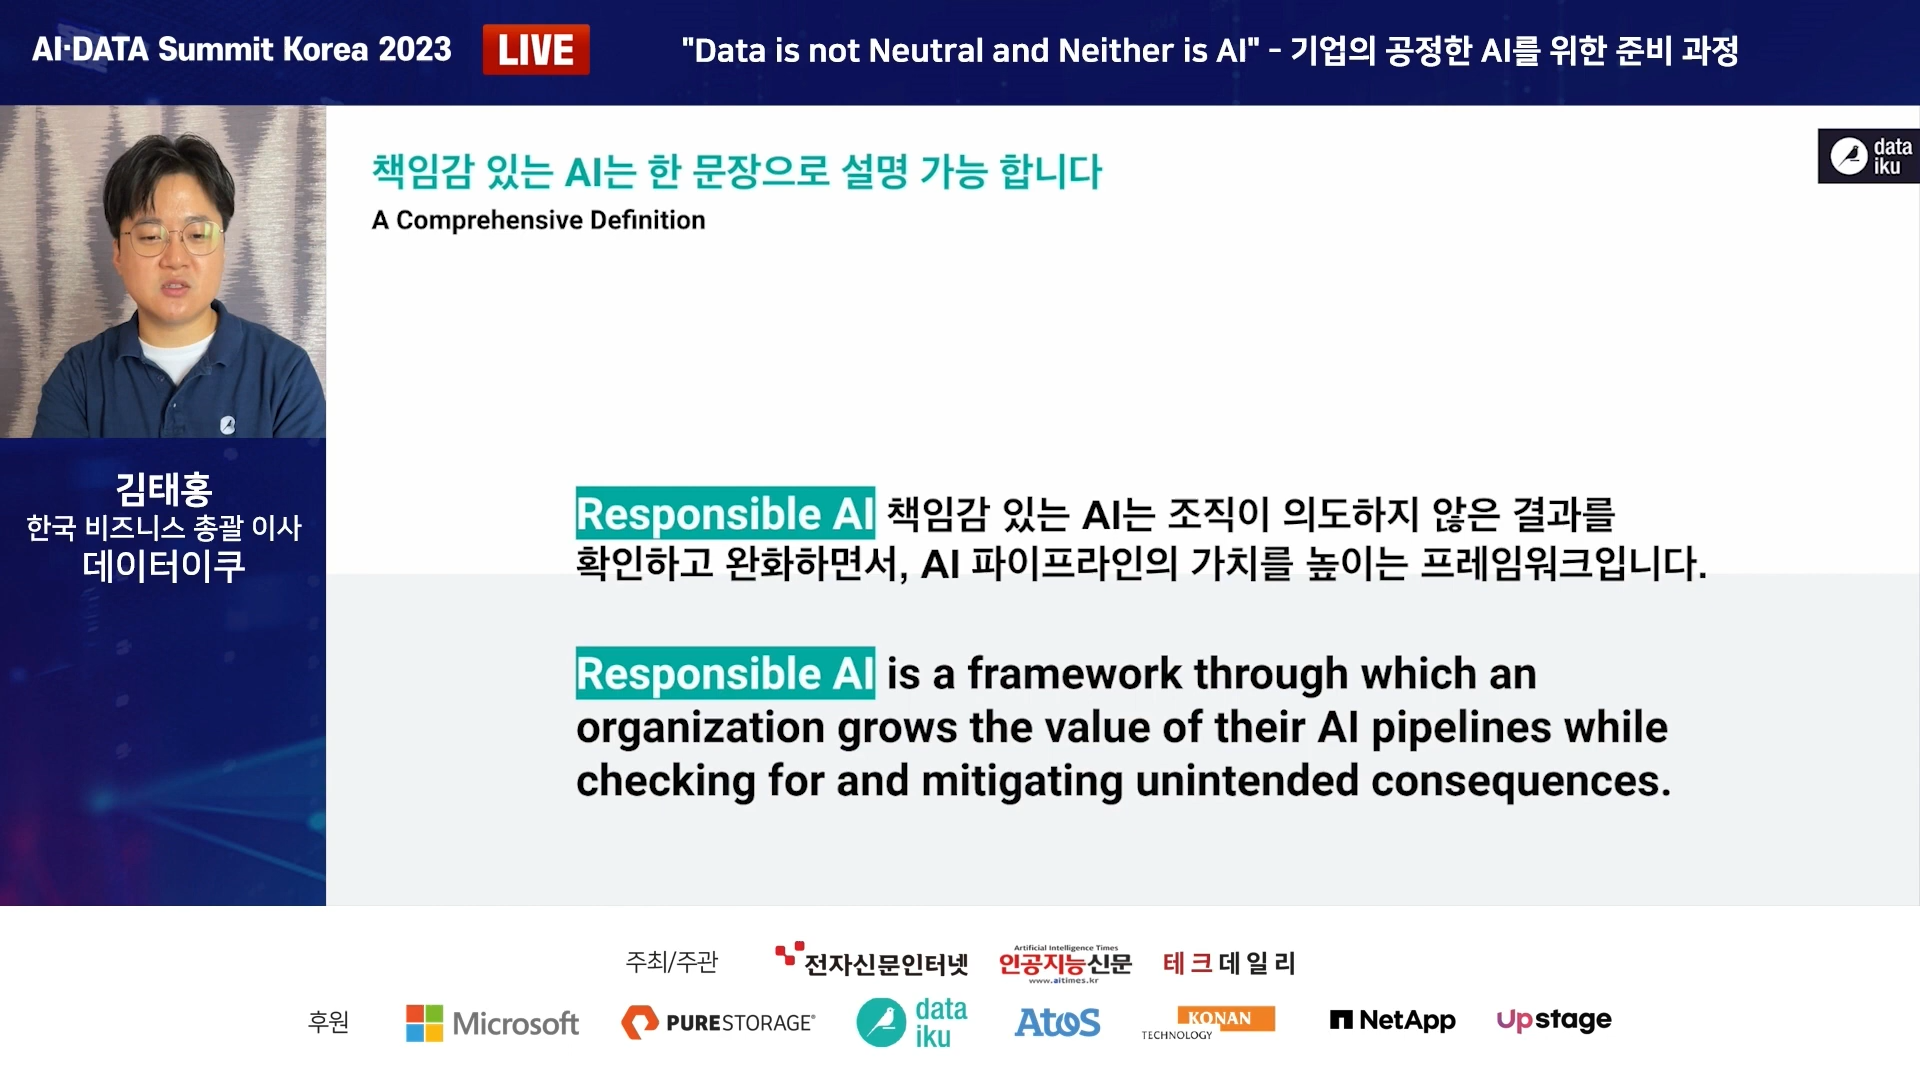 AI·DATA Summit Korea 2023 LIVE "Data is not Neutral and Neither is AI" - 기업의 공정한 AI를 위한 준비 과정
책임감 있는 AI는 한 문장으로 설명 가능 합니다
A Comprehensive Definition
data
iku
김태홍
한국 비즈니스 총괄 이사
데이터이쿠
Responsible AI 책임감 있는 AI는 조직이 의도하지 않은 결과를
확인하고 완화하면서, AI 파이프라인의 가치를 높이는 프레임워크입니다.
Responsible AI is a framework through which an
organization grows the value of their AI pipelines while
checking for and mitigating unintended consequences.
주최/주관 전자신문인터넷
Artificial Intelligence Times
인공지능신문
www.aitimes.kr
테크데일리
후원 Microsoft PURESTORAGE®
data
iku
Atos
KONAN
TECHNOLOGY
NetApp Upstage